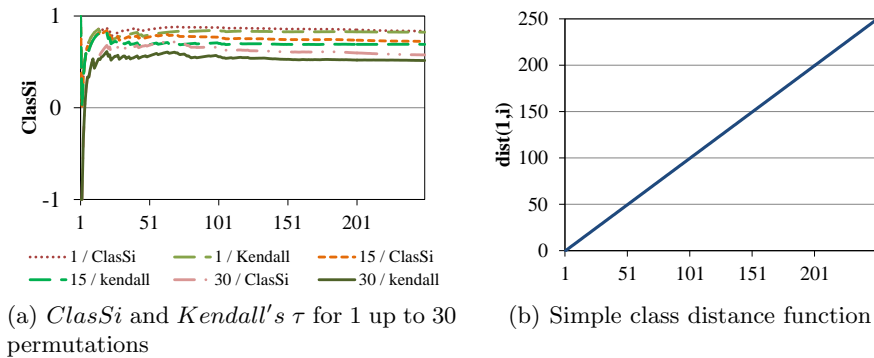 1
0
-1
ClasSi
1 51 101 151 201
1 / ClasSi 1 / Kendall 15 / ClasSi
15 / kendall 30 / ClasSi 30 / kendall
(a) ClasSi and Kendall's τ for 1 up to 30
permutations
250
200
150
100
50
0
dist(1,i)
1 51 101 151 201
(b) Simple class distance function